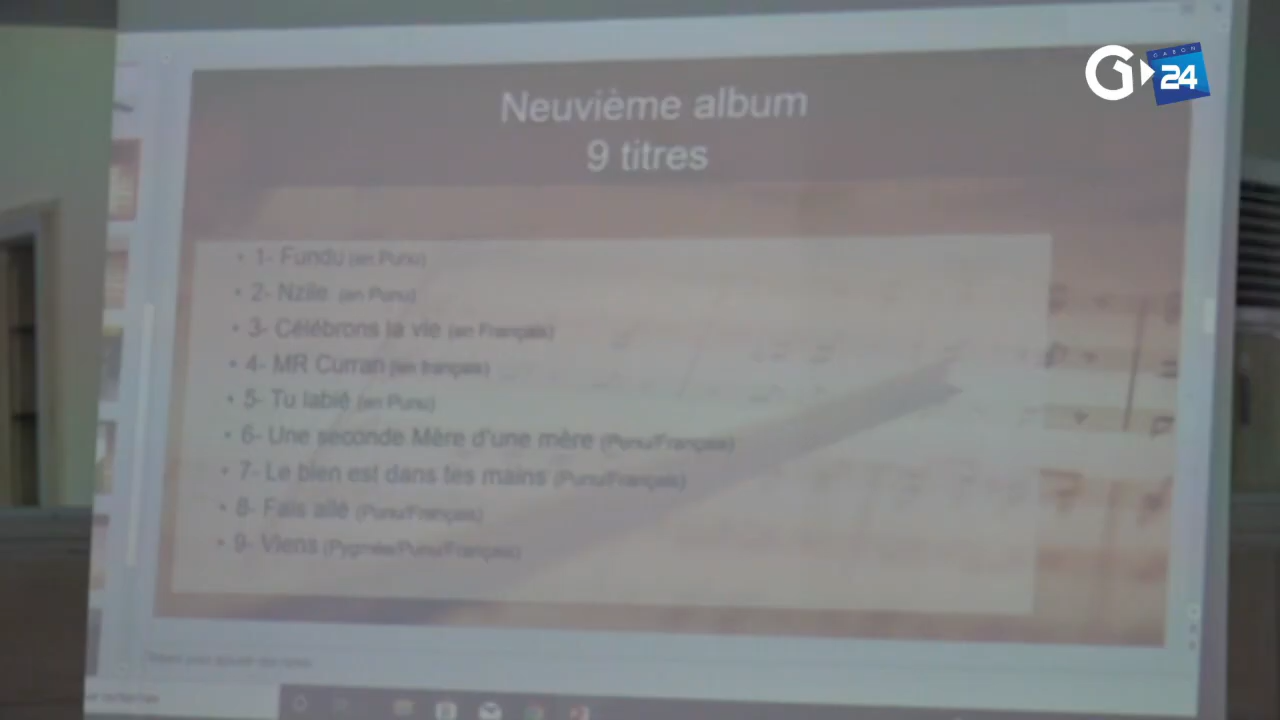 GABON
24
Neuvième album
9 titres
• 1- Fundu (en Punu)
• 2- Nzile (en Punu)
• 3- Célébrons la vie (en Français)
• 4- MR Curran (en français)
• 5- Tu labié (en Punu)
• 6- Une seconde Mère d'une mère (Punu/Français)
• 7- Le bien est dans tes mains (Punu/Français)
• 8- Fais allé (Punu/Français)
• 9- Viens (Pygmée/Punu/Français)